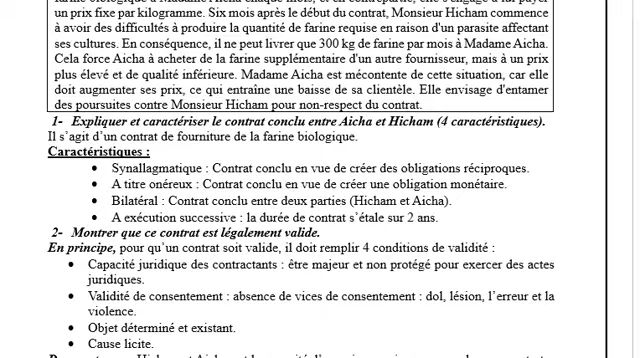 farine biologique à Madame Aicha chaque mois, et en contrepartie, elle s'engage à lui payer
un prix fixe par kilogramme. Six mois après le début du contrat, Monsieur Hicham commence
à avoir des difficultés à produire la quantité de farine requise en raison d'un parasite affectant
ses cultures. En conséquence, il ne peut livrer que 300 kg de farine par mois à Madame Aicha.
Cela force Aicha à acheter de la farine supplémentaire d'un autre fournisseur, mais à un prix
plus élevé et de qualité inférieure. Madame Aicha est mécontente de cette situation, car elle
doit augmenter ses prix, ce qui entraîne une baisse de sa clientèle. Elle envisage d'entamer
des poursuites contre Monsieur Hicham pour non-respect du contrat.
1- Expliquer et caractériser le contrat conclu entre Aicha et Hicham (4 caractéristiques).
Il s'agit d'un contrat de fourniture de la farine biologique.
Caractéristiques :
• Synallagmatique : Contrat conclu en vue de créer des obligations réciproques.
• A titre onéreux : Contrat conclu en vue de créer une obligation monétaire.
• Bilatéral : Contrat conclu entre deux parties (Hicham et Aicha).
• A exécution successive : la durée de contrat s'étale sur 2 ans.
2- Montrer que ce contrat est légalement valide.
En principe, pour qu'un contrat soit valide, il doit remplir 4 conditions de validité :
• Capacité juridique des contractants : être majeur et non protégé pour exercer des actes
juridiques.
• Validité de consentement : absence de vices de consentement : dol, lésion, l'erreur et la
violence.
• Objet déterminé et existant.
• Cause licite.